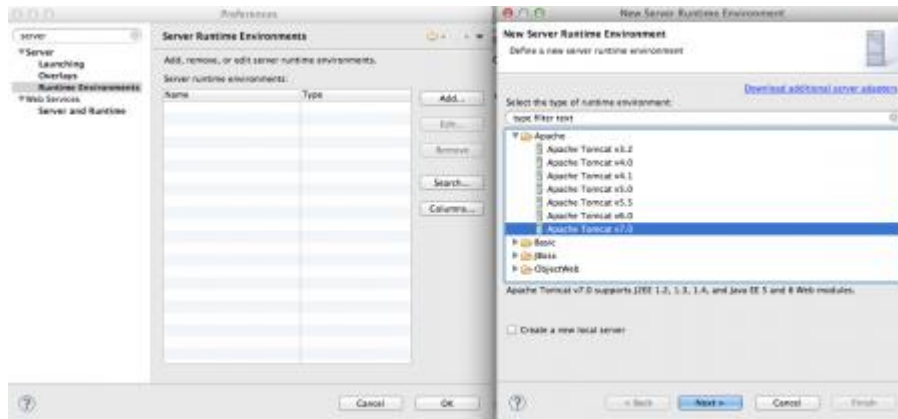 Preferences
server
Server
Launching
Overlays
Runtime Environments
Web Services
Server and Runtime
Server Runtime Environments
Add, remove, or edit server runtime environments.
Server runtime environments:
Name Type
Add...
Edit...
Remove
Search...
Columns...
Cancel OK
New Server Runtime Environment
New Server Runtime Environment
Define a new server runtime environment
Download additional server adapters
Select the type of runtime environment:
type filter text
Apache
Apache Tomcat v3.2
Apache Tomcat v4.0
Apache Tomcat v4.1
Apache Tomcat v5.0
Apache Tomcat v5.5
Apache Tomcat v6.0
Apache Tomcat v7.0
Basic
JBoss
ObjectWeb
Apache Tomcat v7.0 supports J2EE 1.2, 1.3, 1.4, and Java EE 5 and 6 Web modules.
Create a new local server
< Back Next > Cancel Finish